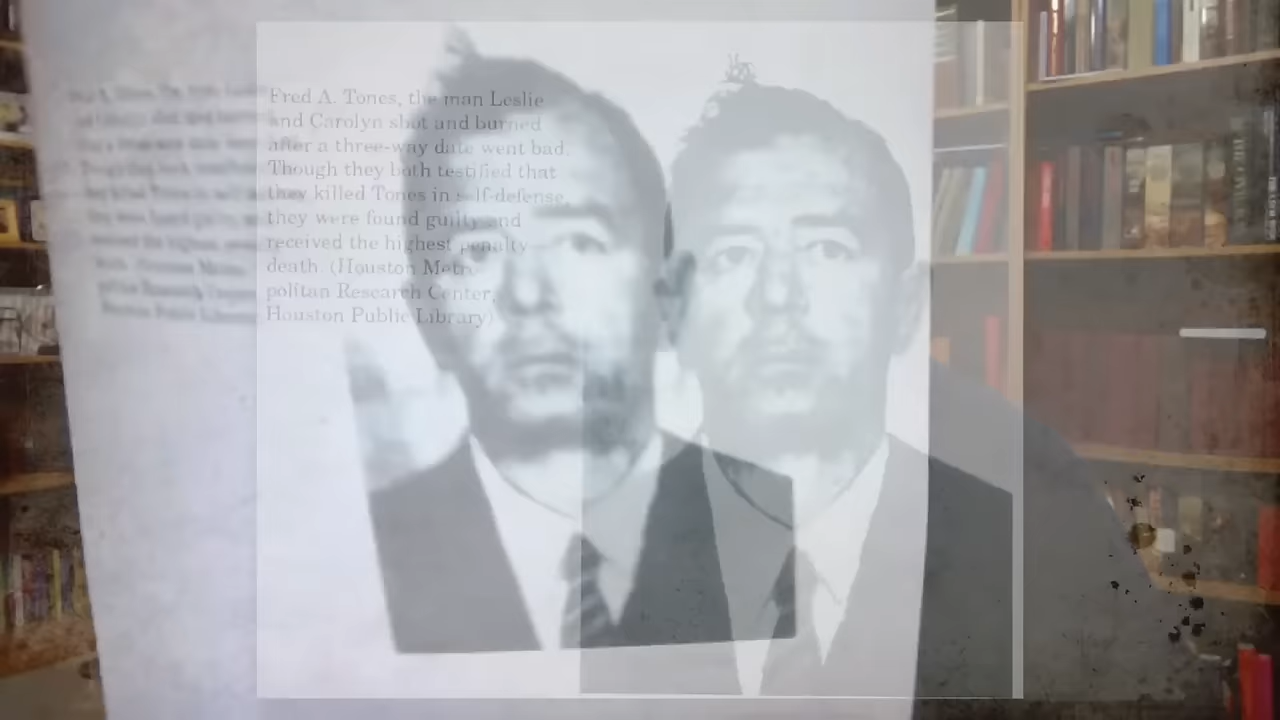 Fred A. Tones, the man Leslie
and Carolyn shot and burned
after a three-way date went bad.
Though they both testified that
they killed Tones in self-defense,
they were found guilty and
received the highest penalty
death. (Houston Metro
politan Research Center,
Houston Public Library)